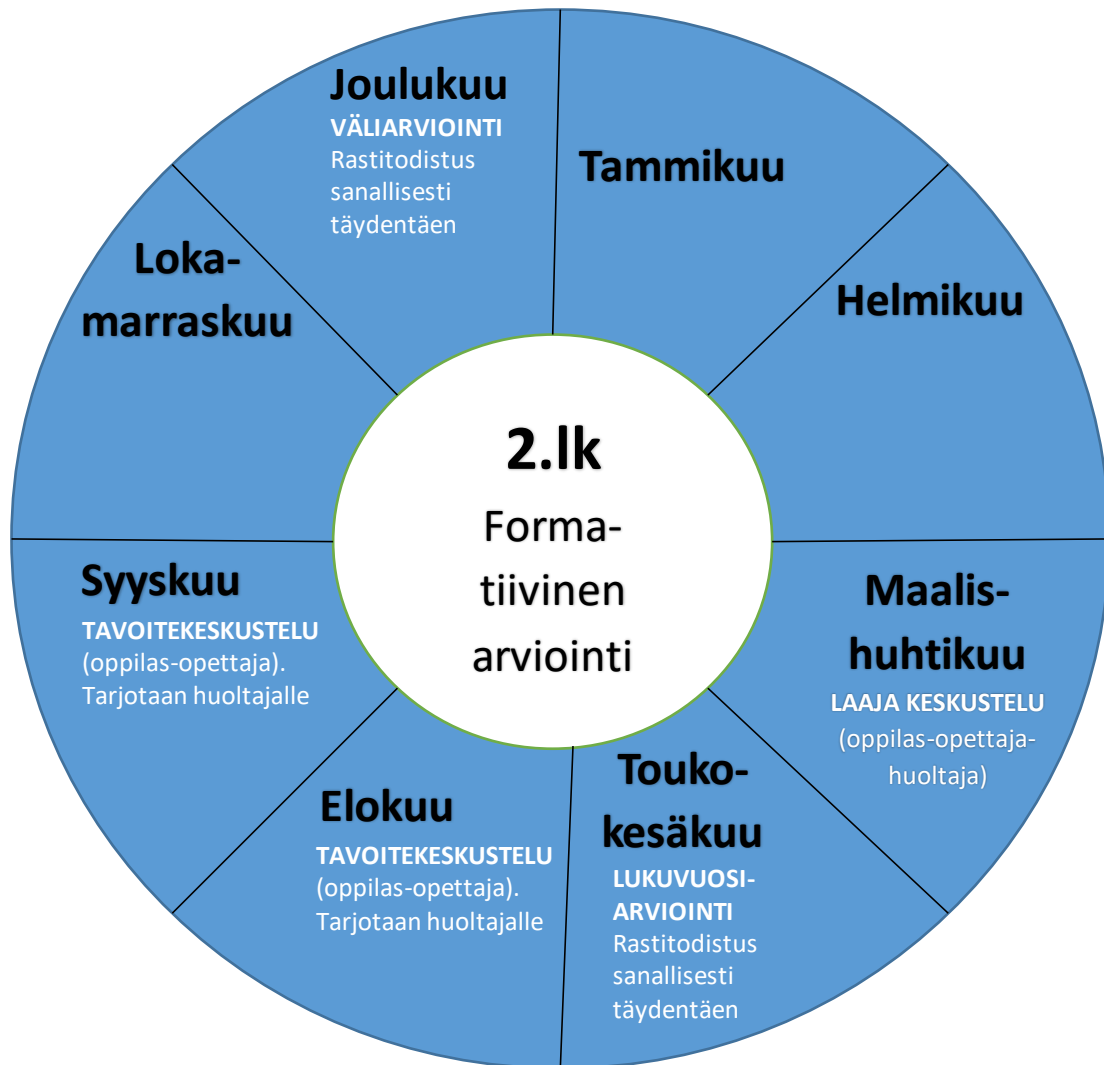 Joulukuu
VÄLIARVIOINTI
Rastitodistus
sanallisesti
täydentäen
Tammikuu
Loka-
marraskuu
Helmikuu
2.lk
Forma-
tiivinen
arviointi
Syyskuu
TAVOITEKESKUSTELU
(oppilas-opettaja).
Tarjotaan huoltajalle
Maalis-
huhtikuu
LAAJA KESKUSTELU
(oppilas-opettaja-
huoltaja)
Elokuu
TAVOITEKESKUSTELU
(oppilas-opettaja).
Tarjotaan huoltajalle
Touko-
kesäkuu
LUKUVUOSI-
ARVIOINTI
Rastitodistus
sanallisesti
täydentäen